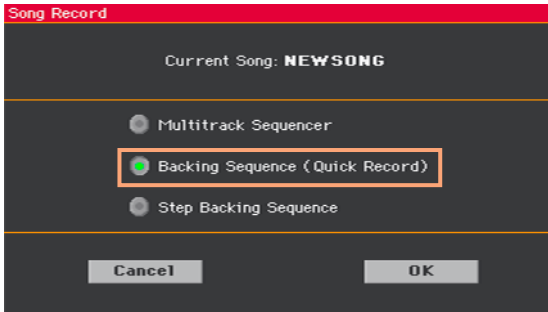 Song Record
Current Song: NEWSONG
Multitrack Sequencer
Backing Sequence (Quick Record)
Step Backing Sequence
Cancel OK